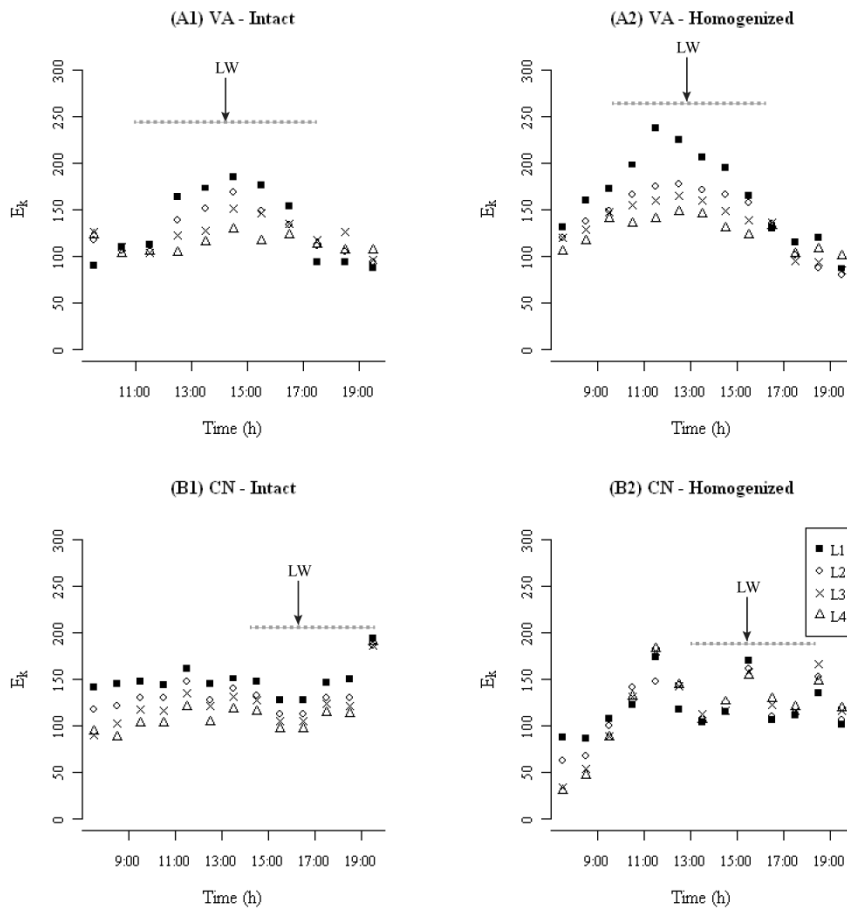 (A1) VA - Intact
LW
300
250
200
150
100
50
0
E_k
11:00 13:00 15:00 17:00 19:00
Time (h)
(A2) VA - Homogenized
LW
300
250
200
150
100
50
0
E_k
9:00 11:00 13:00 15:00 17:00 19:00
Time (h)
(B1) CN - Intact
LW
300
250
200
150
100
50
0
E_k
9:00 11:00 13:00 15:00 17:00 19:00
Time (h)
(B2) CN - Homogenized
L1
L2
L3
L4
LW
300
250
200
150
100
50
0
E_k
9:00 11:00 13:00 15:00 17:00 19:00
Time (h)